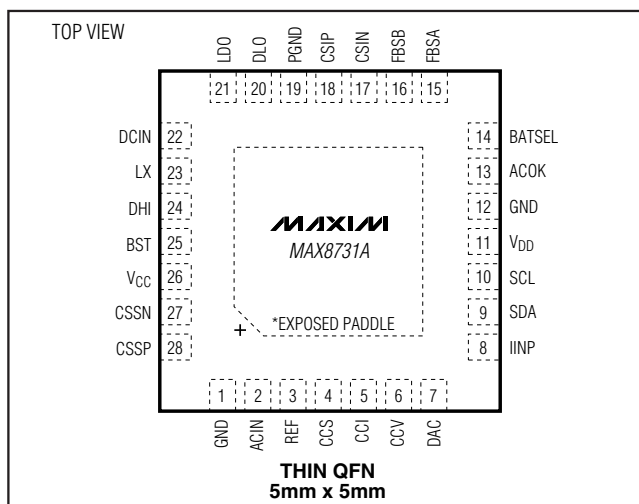 TOP VIEW
LDO
DLO
PGND
CSIP
CSIN
FBSB
FBSA
21 20 19 18 17 16 15
DCIN 22
LX 23
DHI 24
BST 25
VCC 26
CSSN 27
CSSP 28
14 BATSEL
13 ACOK
12 GND
11 VDD
10 SCL
9 SDA
8 IINP
MAXIM
MAX8731A
+ *EXPOSED PADDLE
1 2 3 4 5 6 7
GND
ACIN
REF
CCS
CCI
CCV
DAC
THIN QFN
5mm x 5mm